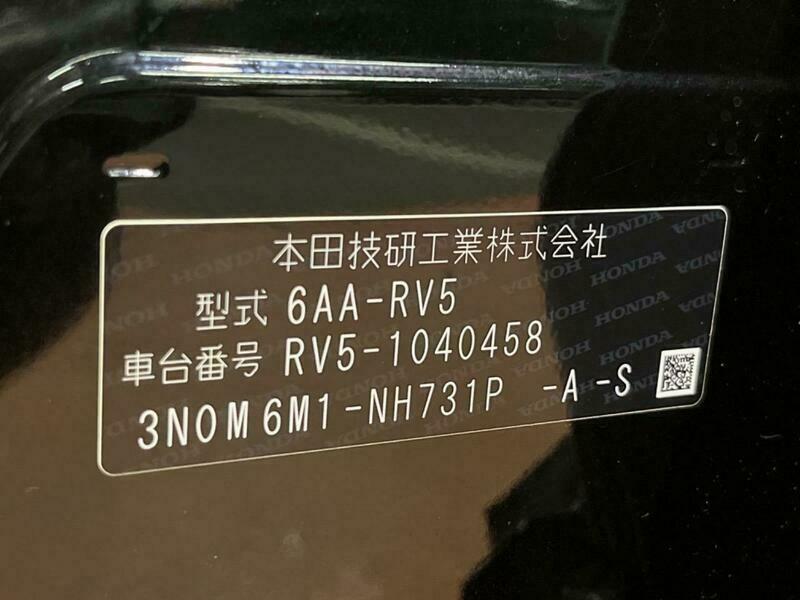 本田技研工業株式会社
型式 6AA-RV5
車台番号 RV5-1040458
3N0M6M1-NH731P -A-S